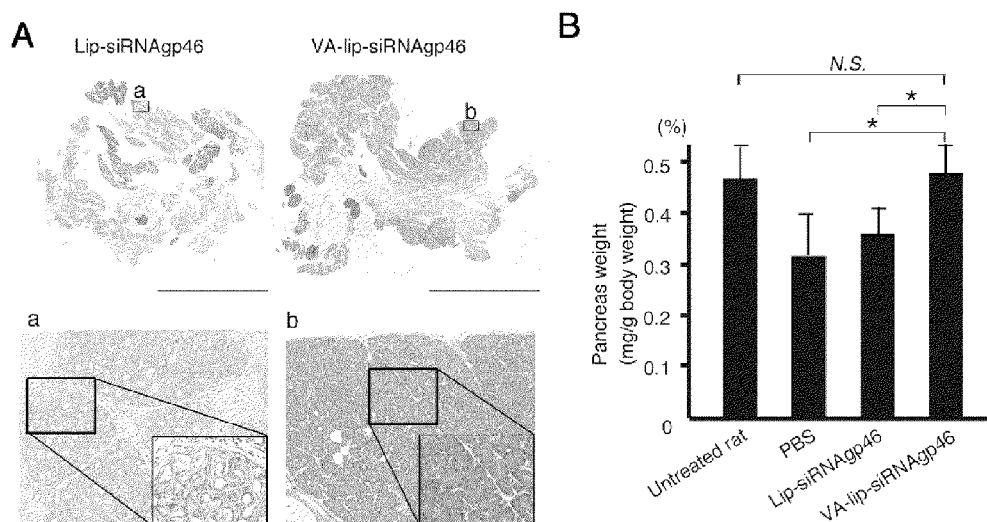 A
Lip-siRNAgp46
VA-lip-siRNAgp46
a
b
a
b
B
N.S.
*
*
(%)
0.5
0.4
0.3
0.2
0.1
0
Pancreas weight
(mg/g body weight)
Untreated rat
PBS
Lip-siRNAgp46
VA-lip-siRNAgp46